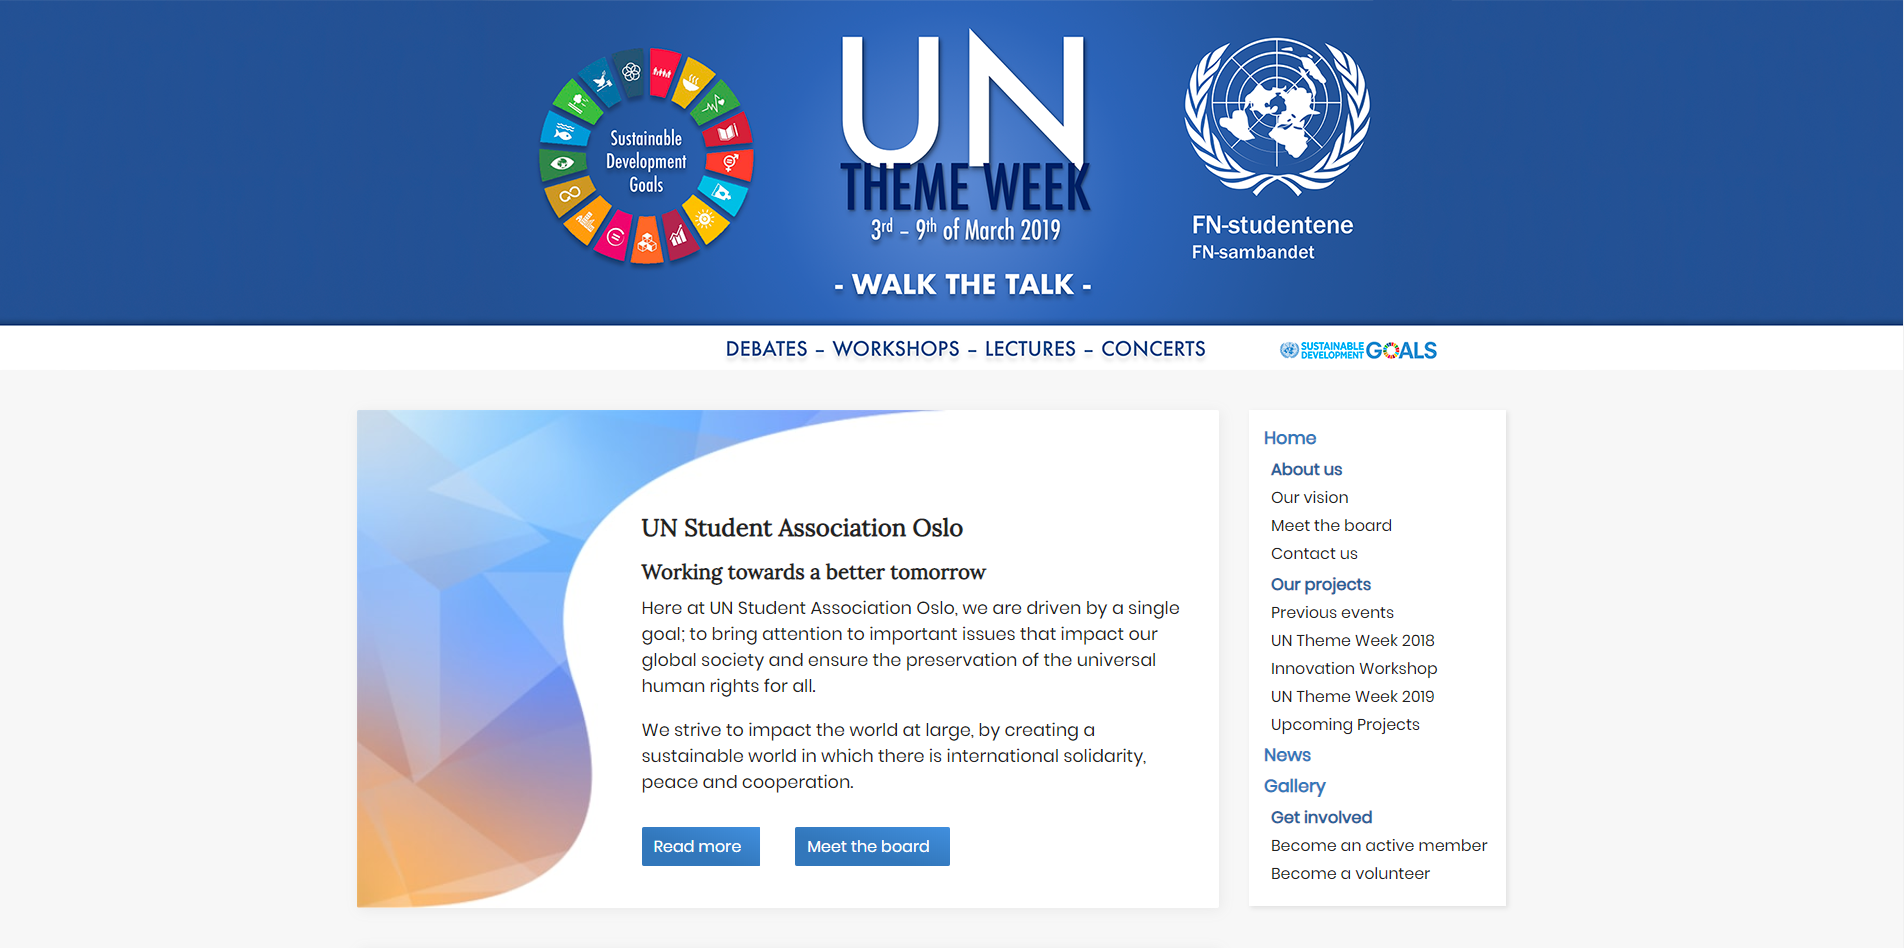 Sustainable
Development
Goals
UN
THEME WEEK
3rd – 9th of March 2019
- WALK THE TALK -
FN-studentene
FN-sambandet
DEBATES – WORKSHOPS – LECTURES – CONCERTS
SUSTAINABLE
DEVELOPMENT GOALS
UN Student Association Oslo
Working towards a better tomorrow
Here at UN Student Association Oslo, we are driven by a single
goal; to bring attention to important issues that impact our
global society and ensure the preservation of the universal
human rights for all.
We strive to impact the world at large, by creating a
sustainable world in which there is international solidarity,
peace and cooperation.
Read more
Meet the board
Home
About us
Our vision
Meet the board
Contact us
Our projects
Previous events
UN Theme Week 2018
Innovation Workshop
UN Theme Week 2019
Upcoming Projects
News
Gallery
Get involved
Become an active member
Become a volunteer